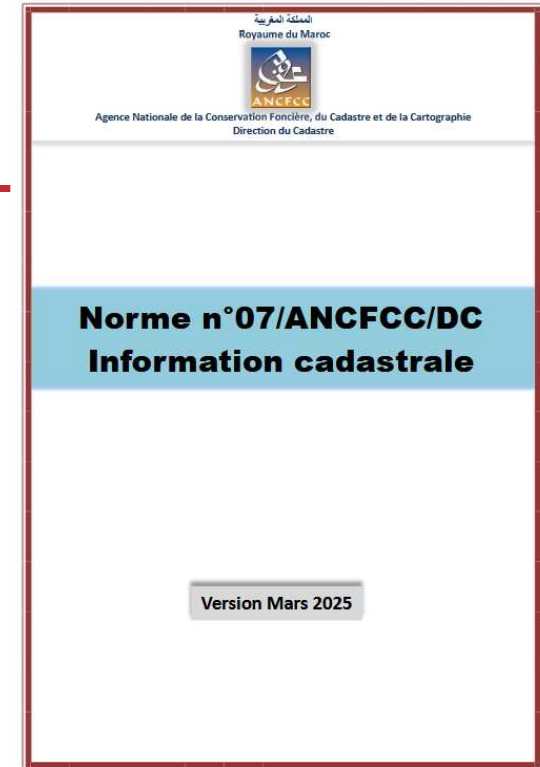 المملكة المغربية
Royaume du Maroc
ANCFCC
Agence Nationale de la Conservation Foncière, du Cadastre et de la Cartographie
Direction du Cadastre
Norme n°07/ANCFCC/DC
Information cadastrale
Version Mars 2025